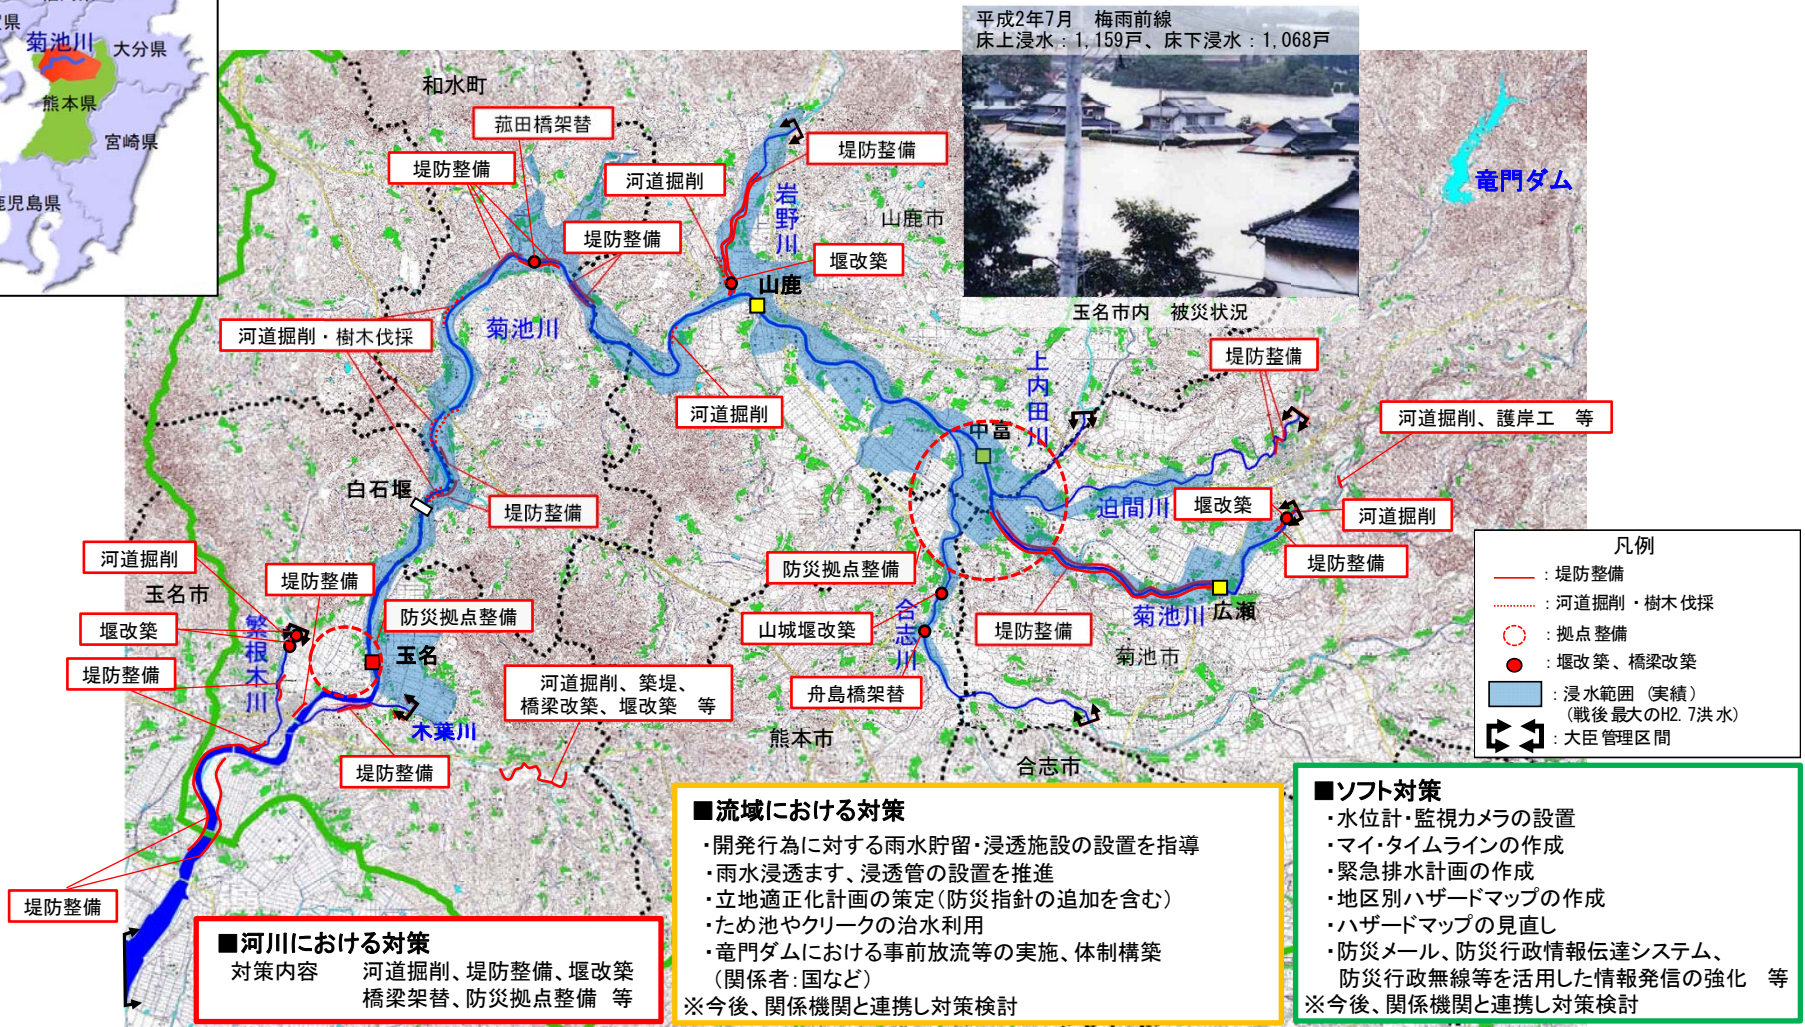 菊池川
大分県
熊本県
宮崎県
鹿児島県
平成2年7月　梅雨前線
床上浸水：1,159戸、床下浸水：1,068戸
玉名市内　被災状況
和水町
菰田橋架替
堤防整備
河道掘削
堤防整備
岩野川
山鹿市
堤防整備
堰改築
山鹿
竜門ダム
河道掘削・樹木伐採
菊池川
河道掘削
上内田川
中富
堤防整備
河道掘削、護岸工　等
白石堰
堤防整備
迫間川
堰改築
河道掘削
堤防整備
防災拠点整備
河道掘削
堤防整備
玉名市
防災拠点整備
堰改築
繁根木川
玉名
堤防整備
山城堰改築
合志川
堤防整備
菊池川
広瀬
菊池市
河道掘削、築堤、
橋梁改築、堰改築　等
舟島橋架替
木葉川
熊本市
合志市
堤防整備
堤防整備
凡例
：堤防整備
：河道掘削・樹木伐採
：拠点整備
：堰改築、橋梁改築
：浸水範囲（実績）
（戦後最大のH2.7洪水）
：大臣管理区間
■河川における対策
対策内容　河道掘削、堤防整備、堰改築
橋梁架替、防災拠点整備　等
■流域における対策
・開発行為に対する雨水貯留・浸透施設の設置を指導
・雨水浸透ます、浸透管の設置を推進
・立地適正化計画の策定（防災指針の追加を含む）
・ため池やクリークの治水利用
・竜門ダムにおける事前放流等の実施、体制構築
（関係者：国など）
※今後、関係機関と連携し対策検討
■ソフト対策
・水位計・監視カメラの設置
・マイ・タイムラインの作成
・緊急排水計画の作成
・地区別ハザードマップの作成
・ハザードマップの見直し
・防災メール、防災行政情報伝達システム、
防災行政無線等を活用した情報発信の強化　等
※今後、関係機関と連携し対策検討